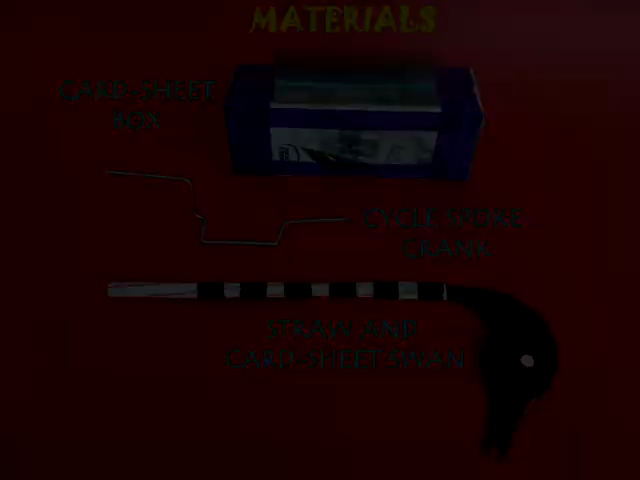 MATERIALS
CARD-SHEET
BOX
CYCLE SPOKE
CRANK
STRAW AND
CARD-SHEET SWAN